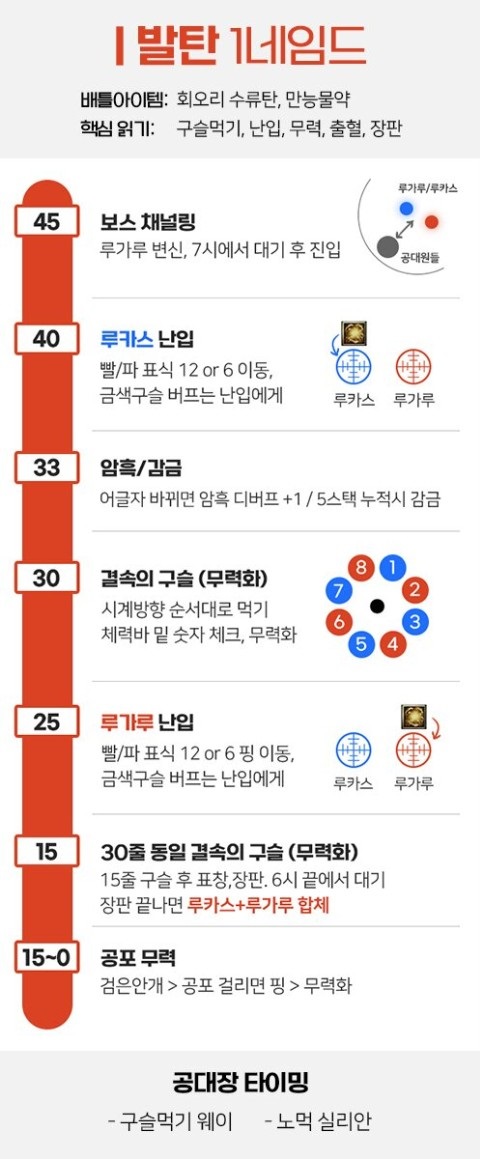 발탄 1네임드
배틀아이템: 회오리 수류탄, 만능물약
핵심 읽기: 구슬먹기, 난입, 무력, 출혈, 장판
45
보스 채널링
루가루 변신, 7시에서 대기 후 진입
루가루/루카스
공대원들
40
루카스 난입
빨/파 표식 12 or 6 이동,
금색구슬 버프는 난입에게
루카스 루가루
33
암흑/감금
어글자 바뀌면 암흑 디버프 +1 / 5스택 누적시 감금
30
결속의 구슬 (무력화)
시계방향 순서대로 먹기
체력바 밑 숫자 체크, 무력화
8 1
7 2
6 3
5 4
25
루가루 난입
빨/파 표식 12 or 6 핑 이동,
금색구슬 버프는 난입에게
루카스 루가루
15
30줄 동일 결속의 구슬 (무력화)
15줄 구슬 후 표창,장판. 6시 끝에서 대기
장판 끝나면 루카스+루가루 합체
15~0
공포 무력
검은안개 > 공포 걸리면 핑 > 무력화
공대장 타이밍
- 구슬먹기 웨이 - 노먹 실리안